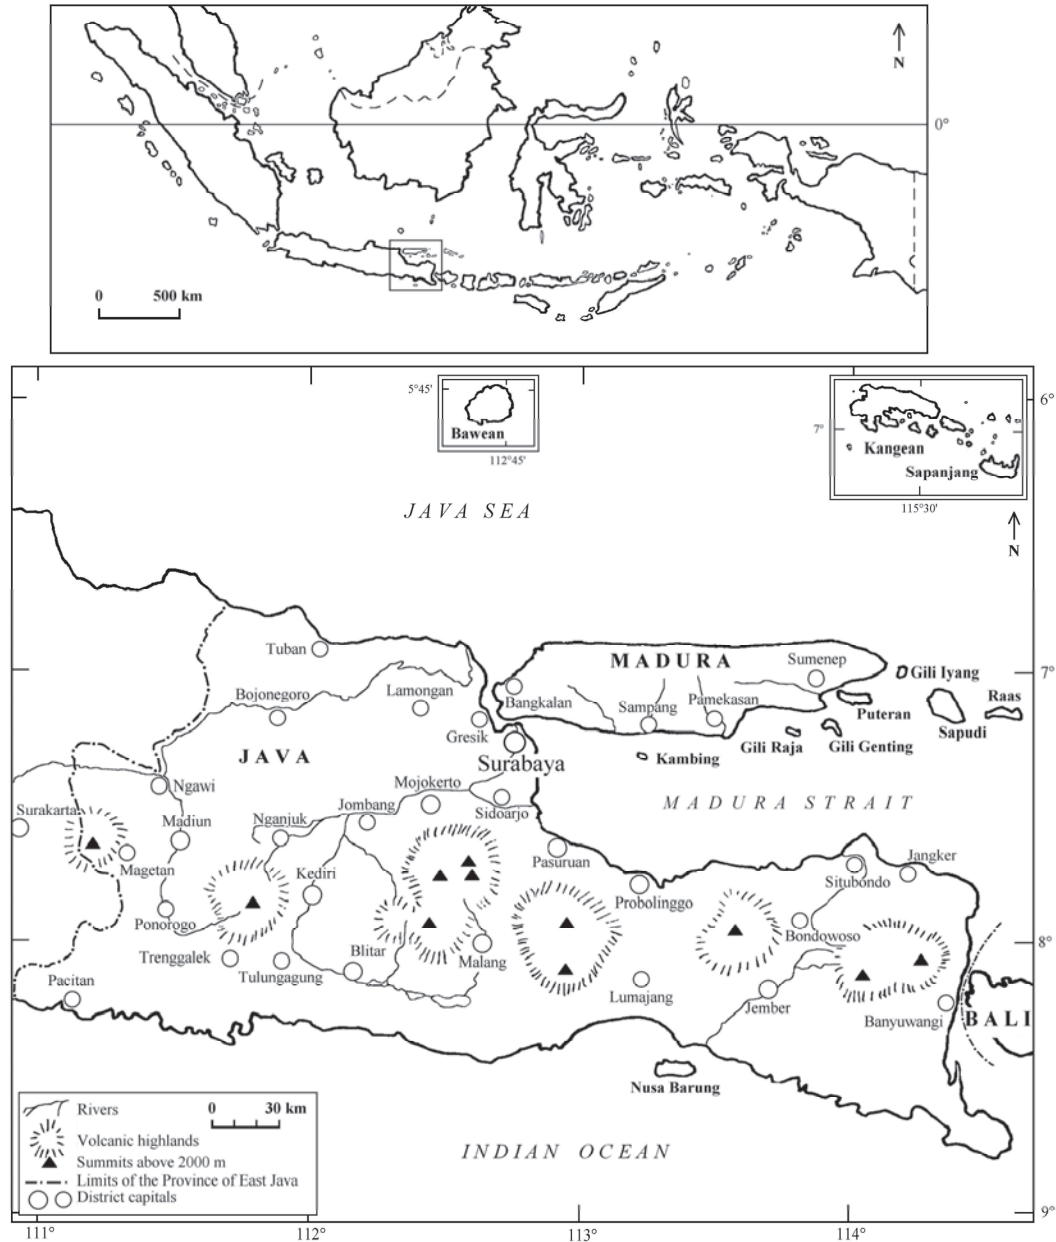 N
0°
0 500 km
5°45'
Bawean
112°45'
7°
Kangean
Sapanjang
115°30'
6°
JAVA SEA
N
Tuban
MADURA
Sumenep
Gili Iyang
7°
Bojonegoro
Lamongan
Bangkalan
Sampang
Pamekasan
Puteran
Raas
Sapudi
Gresik
JAVA
Surabaya
Kambing
Gili Raja
Gili Genting
Ngawi
Mojokerto
MADURA STRAIT
Surakarta
Madiun
Nganjuk
Jombang
Sidoarjo
Magetan
Kediri
Pasuruan
Jangker
Situbondo
Probolinggo
Ponorogo
Bondowoso
8°
Trenggalek
Tulungagung
Blitar
Malang
Pacitan
Lumajang
Jember
Banyuwangi
BALI
Nusa Barung
Rivers
0 30 km
Volcanic highlands
Summits above 2000 m
Limits of the Province of East Java
District capitals
INDIAN OCEAN
9°
111°
112°
113°
114°